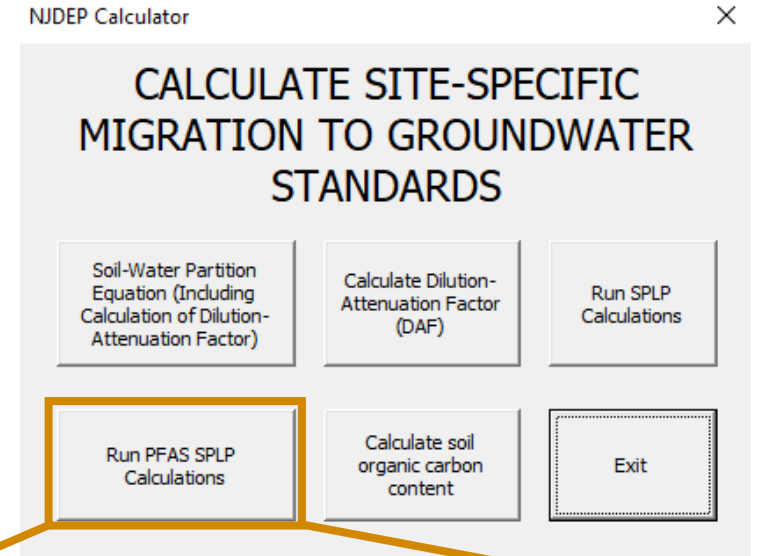 NJDEP Calculator
CALCULATE SITE-SPECIFIC
MIGRATION TO GROUNDWATER
STANDARDS
Soil-Water Partition
Equation (Including
Calculation of Dilution-
Attenuation Factor)
Calculate Dilution-
Attenuation Factor
(DAF)
Run SPLP
Calculations
Run PFAS SPLP
Calculations
Calculate soil
organic carbon
content
Exit